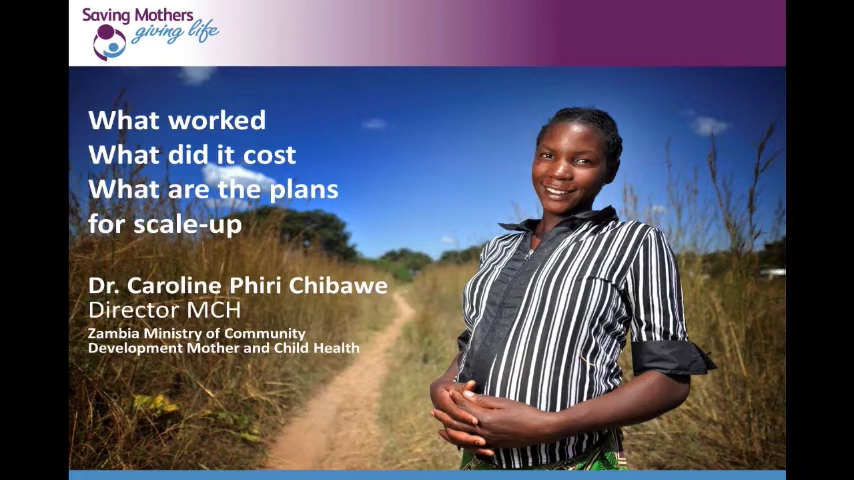 Saving Mothers
giving life
What worked
What did it cost
What are the plans
for scale-up
Dr. Caroline Phiri Chibawe
Director MCH
Zambia Ministry of Community
Development Mother and Child Health